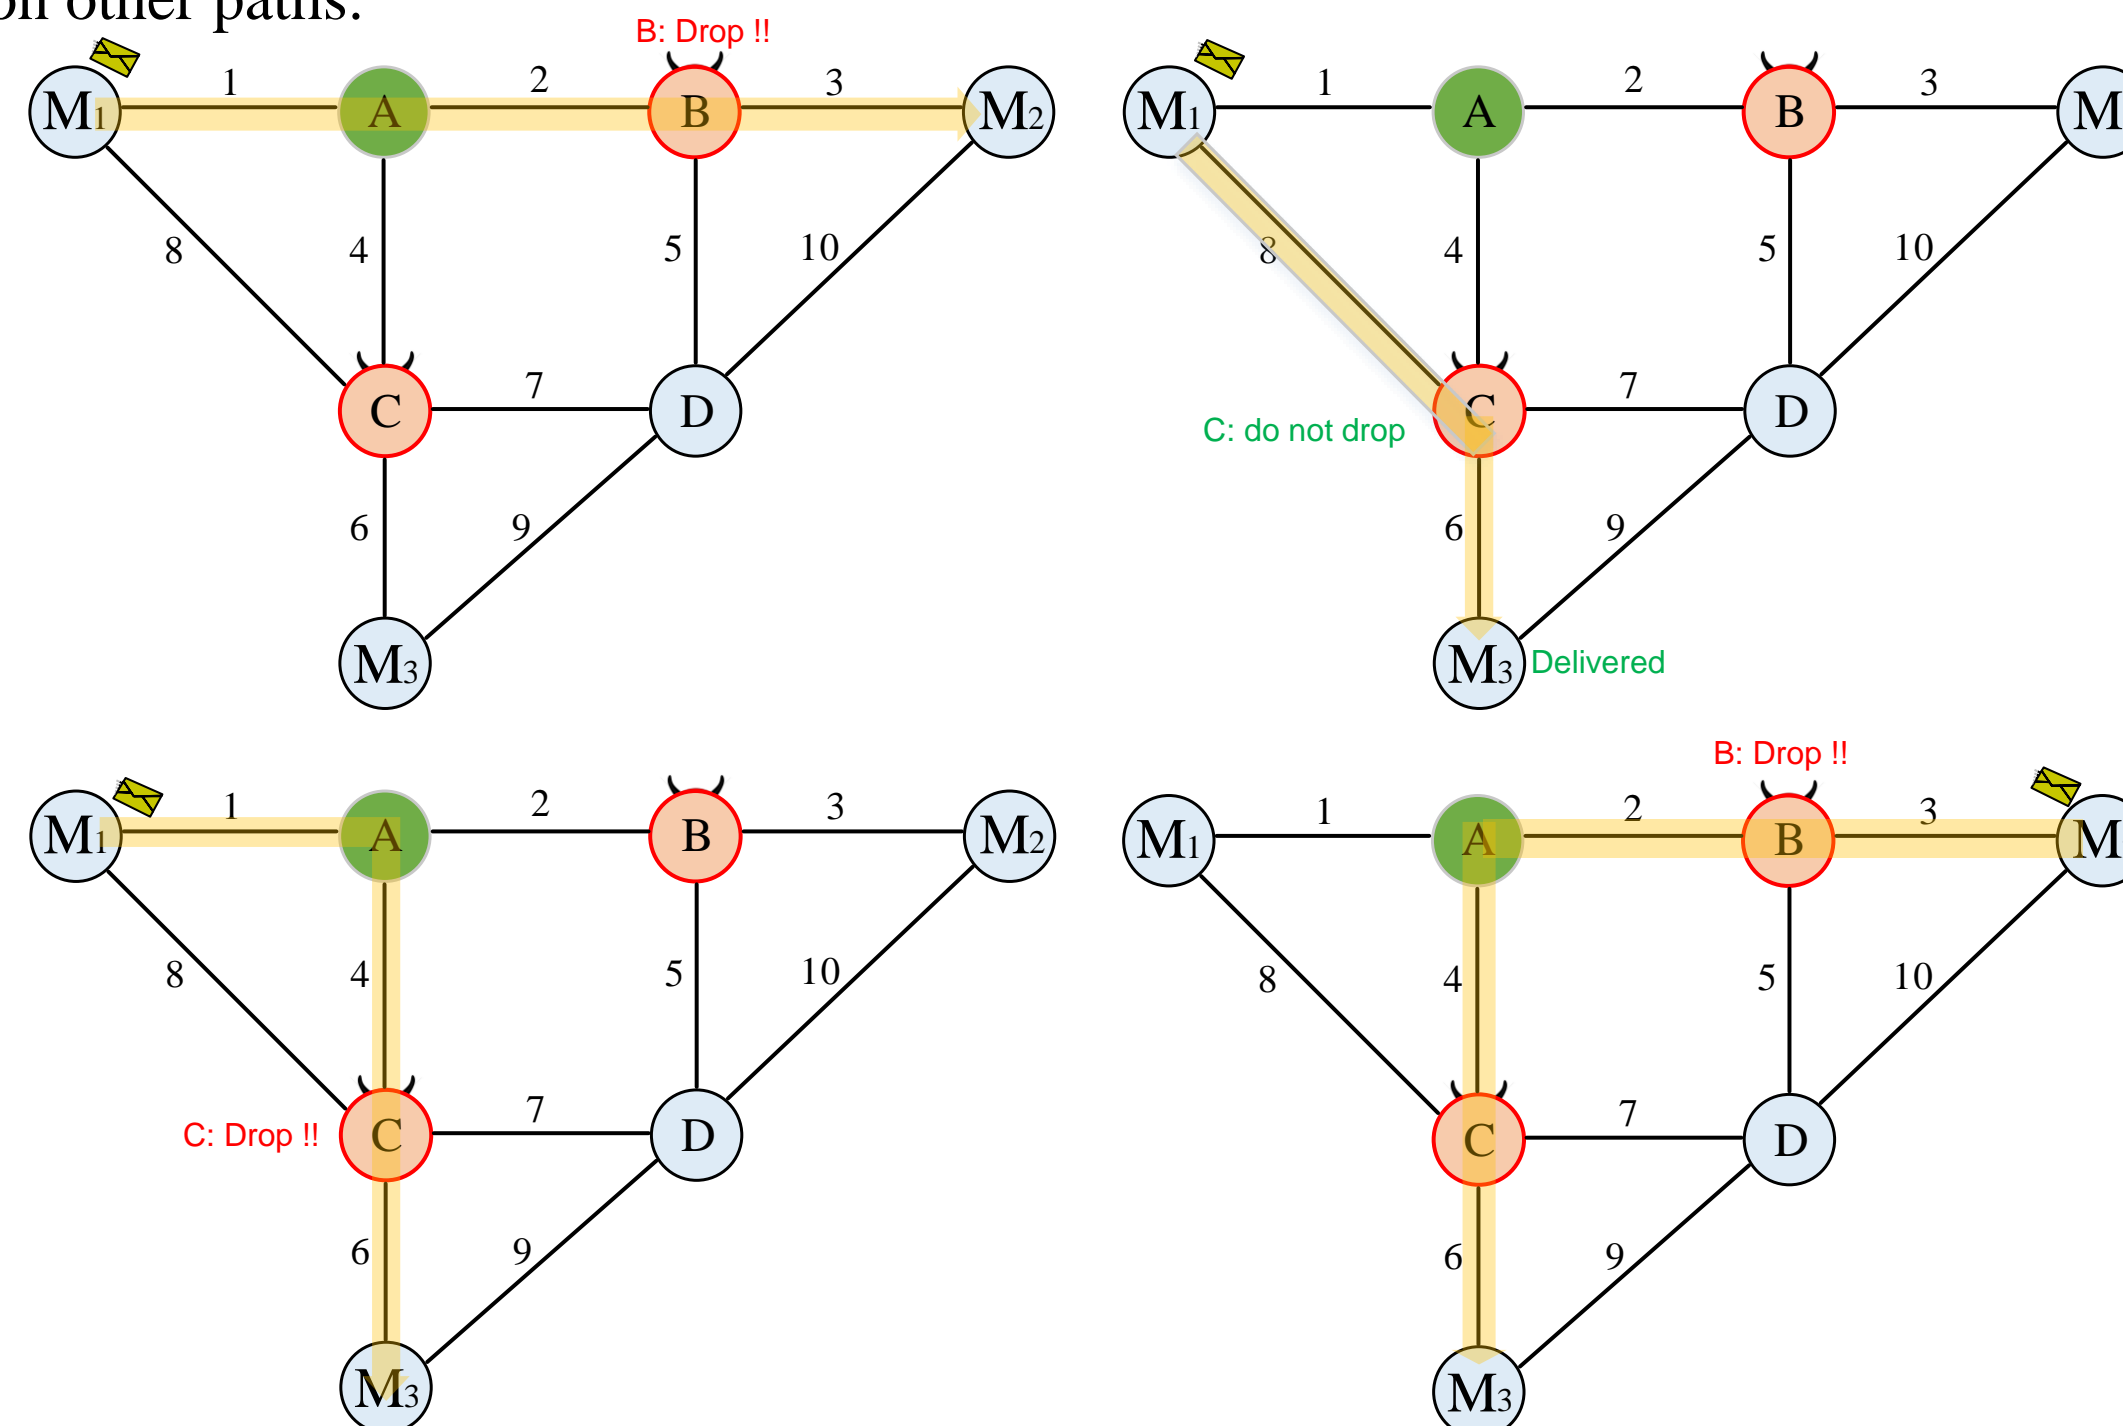 on other paths.
B: Drop !!
M1 1 A 2 B 3 M2
8 4 5 10
C 7 D
6 9
M3
M1 1 A 2 B 3 M
8 4 5 10
C: do not drop C 7 D
6 9
M3 Delivered
M1 1 A 2 B 3 M2
8 4 5 10
C: Drop !! C 7 D
6 9
M3
B: Drop !!
M1 1 A 2 B 3 M
8 4 5 10
C 7 D
6 9
M3